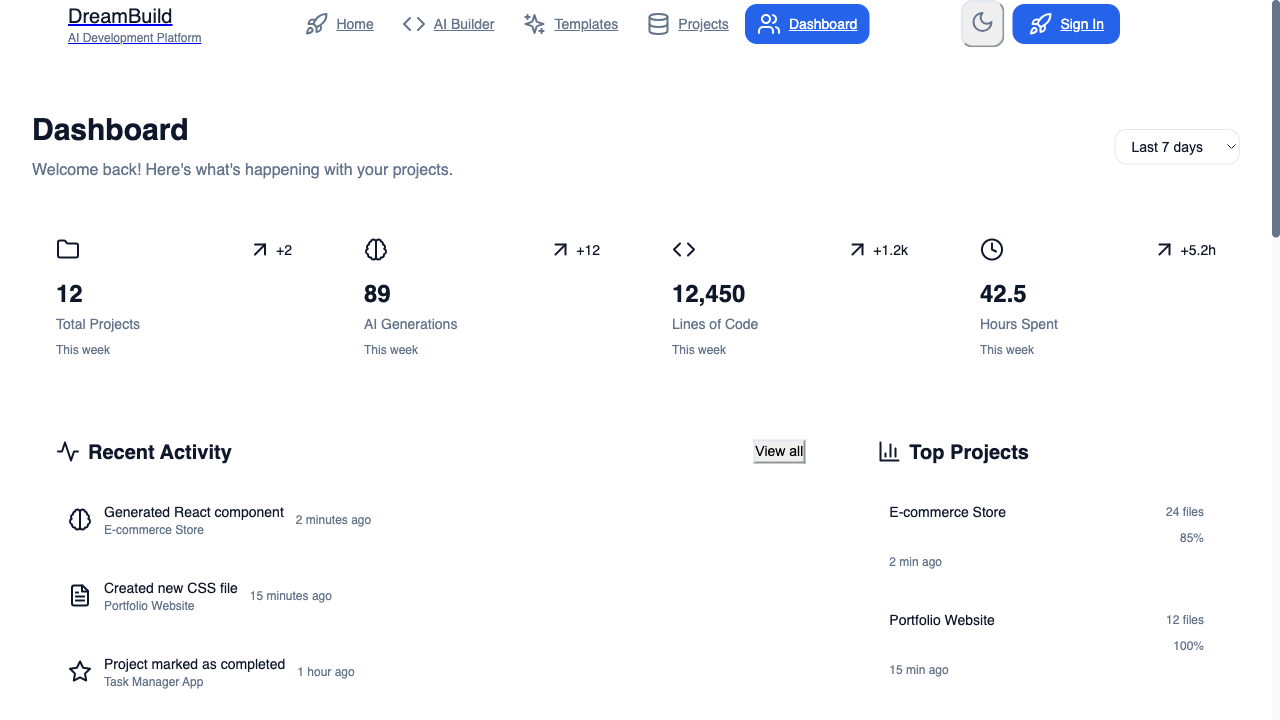 DreamBuild
AI Development Platform
Home
AI Builder
Templates
Projects
Dashboard
Sign In
Dashboard
Welcome back! Here's what's happening with your projects.
Last 7 days
+2
12
Total Projects
This week
+12
89
AI Generations
This week
+1.2k
12,450
Lines of Code
This week
+5.2h
42.5
Hours Spent
This week
Recent Activity
View all
Generated React component
E-commerce Store
2 minutes ago
Created new CSS file
Portfolio Website
15 minutes ago
Project marked as completed
Task Manager App
1 hour ago
Top Projects
E-commerce Store
24 files
85%
2 min ago
Portfolio Website
12 files
100%
15 min ago